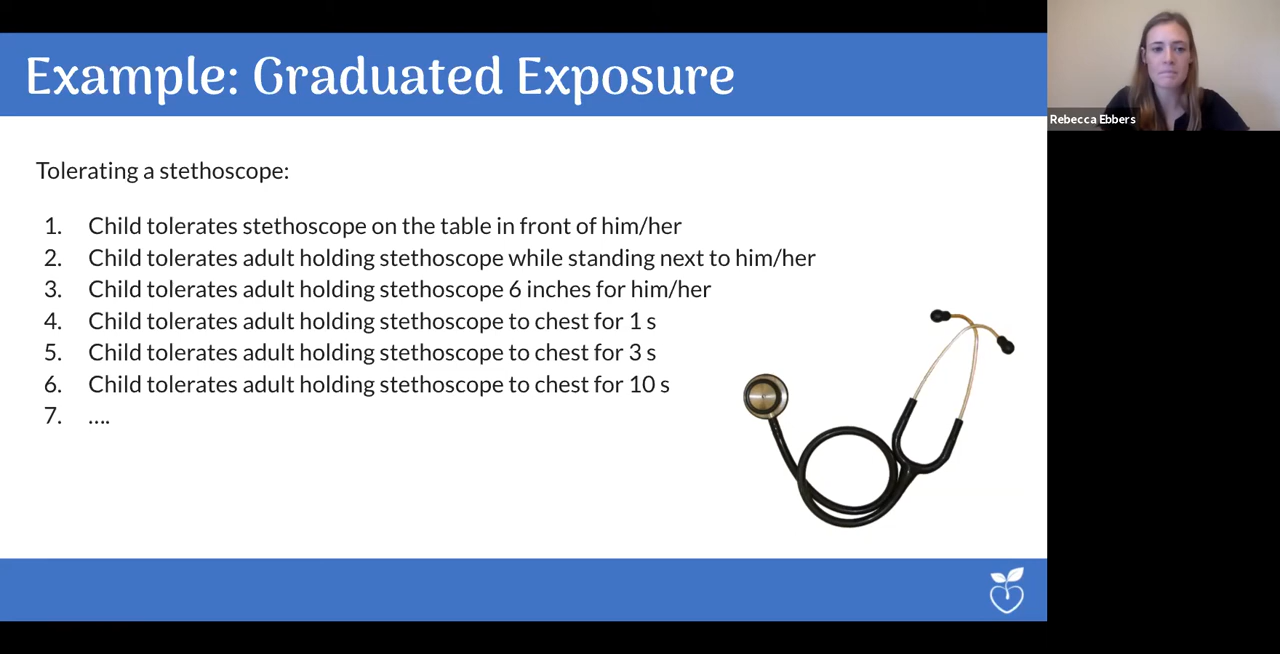 Example: Graduated Exposure
Rebecca Ebbers
Tolerating a stethoscope:
1. Child tolerates stethoscope on the table in front of him/her
2. Child tolerates adult holding stethoscope while standing next to him/her
3. Child tolerates adult holding stethoscope 6 inches for him/her
4. Child tolerates adult holding stethoscope to chest for 1 s
5. Child tolerates adult holding stethoscope to chest for 3 s
6. Child tolerates adult holding stethoscope to chest for 10 s
7. ....